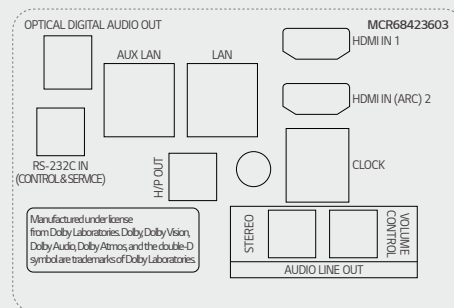 OPTICAL DIGITAL AUDIO OUT
MCR68423603
AUX LAN
LAN
HDMI IN 1
HDMI IN (ARC) 2
RS-232C IN
(CONTROL & SERVICE)
H/P OUT
CLOCK
Manufactured under license
from Dolby Laboratories. Dolby, Dolby Vision,
Dolby Audio, Dolby Atmos, and the double-D
symbol are trademarks of Dolby Laboratories.
STEREO
VOLUME
CONTROL
AUDIO LINE OUT